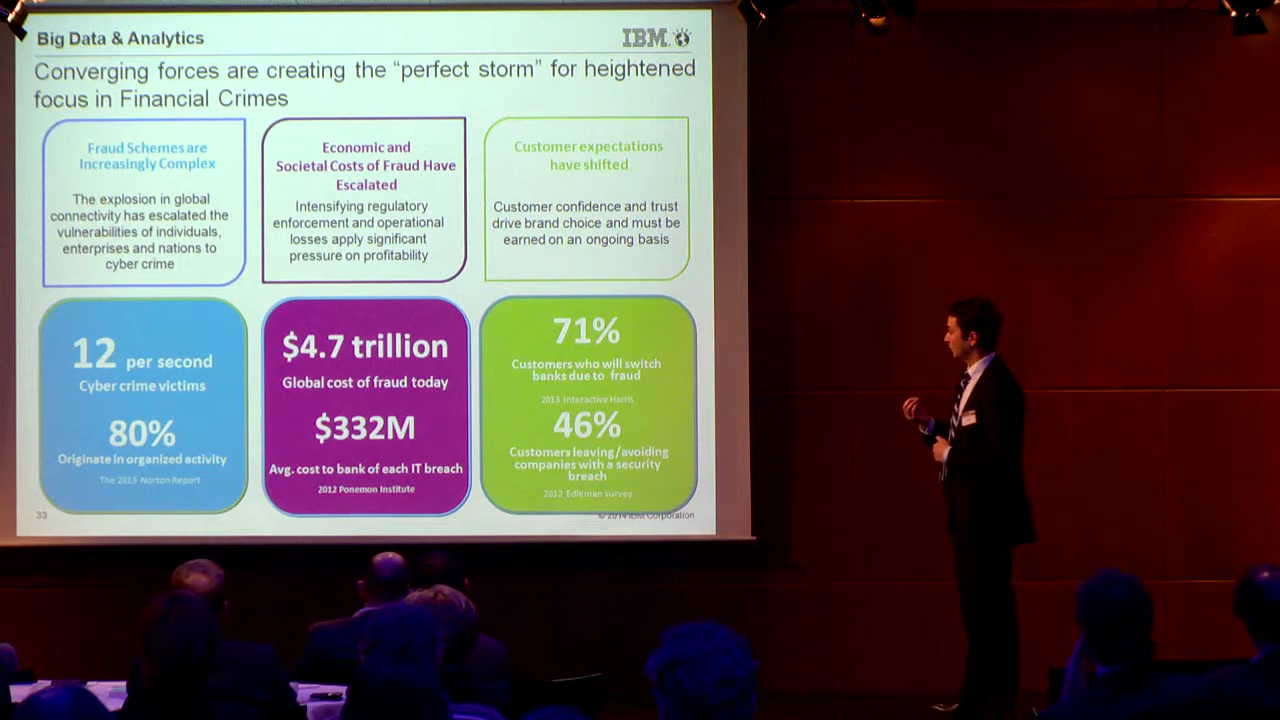 Big Data & Analytics
IBM
Converging forces are creating the “perfect storm” for heightened
focus in Financial Crimes
Fraud Schemes are
Increasingly Complex
The explosion in global
connectivity has escalated the
vulnerabilities of individuals,
enterprises and nations to
cyber crime
Economic and
Societal Costs of Fraud Have
Escalated
Intensifying regulatory
enforcement and operational
losses apply significant
pressure on profitability
Customer expectations
have shifted
Customer confidence and trust
drive brand choice and must be
earned on an ongoing basis
12 per second
Cyber crime victims
80%
Originate in organized activity
The 2013 Norton Report
$4.7 trillion
Global cost of fraud today
$332M
Avg. cost to bank of each IT breach
2012 Ponemon Institute
71%
Customers who will switch
banks due to fraud
2013 Interactive Harris
46%
Customers leaving/avoiding
companies with a security
breach
2012 Edleman survey
33
© 2014 IBM Corporation